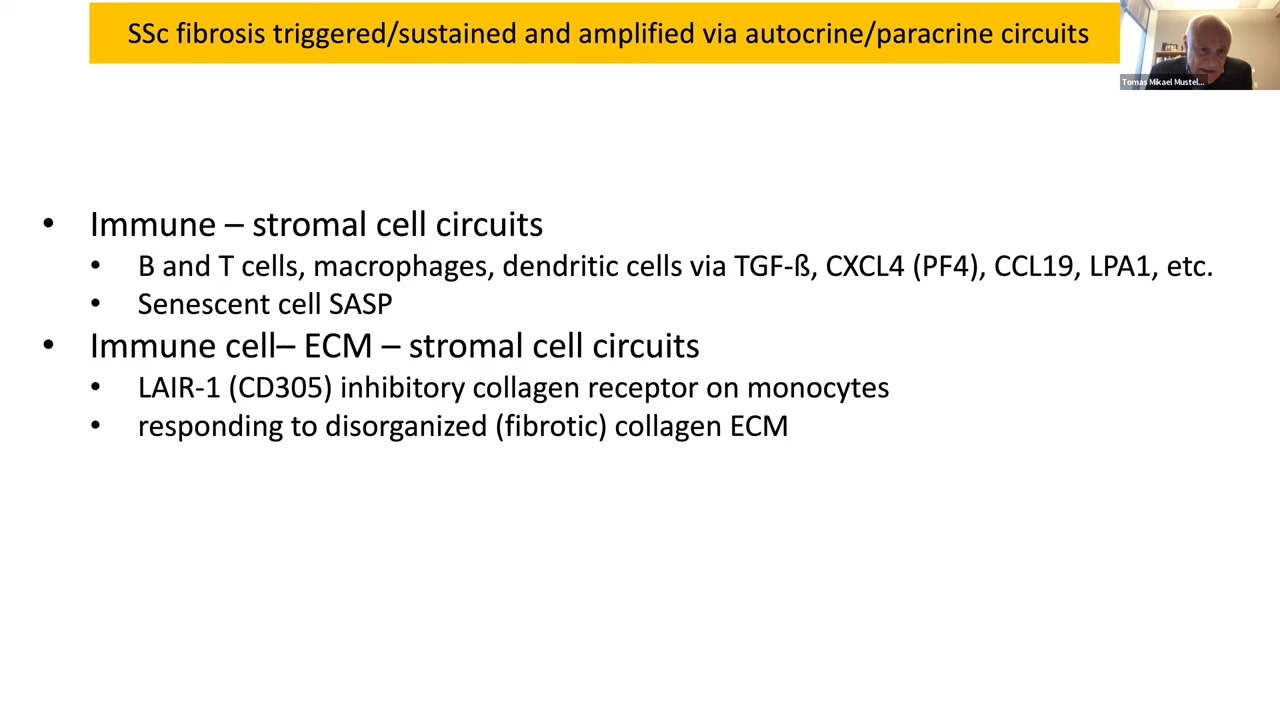 SSc fibrosis triggered/sustained and amplified via autocrine/paracrine circuits
Tomas Mikael Mustel...
• Immune – stromal cell circuits
• B and T cells, macrophages, dendritic cells via TGF-ß, CXCL4 (PF4), CCL19, LPA1, etc.
• Senescent cell SASP
• Immune cell– ECM – stromal cell circuits
• LAIR-1 (CD305) inhibitory collagen receptor on monocytes
• responding to disorganized (fibrotic) collagen ECM